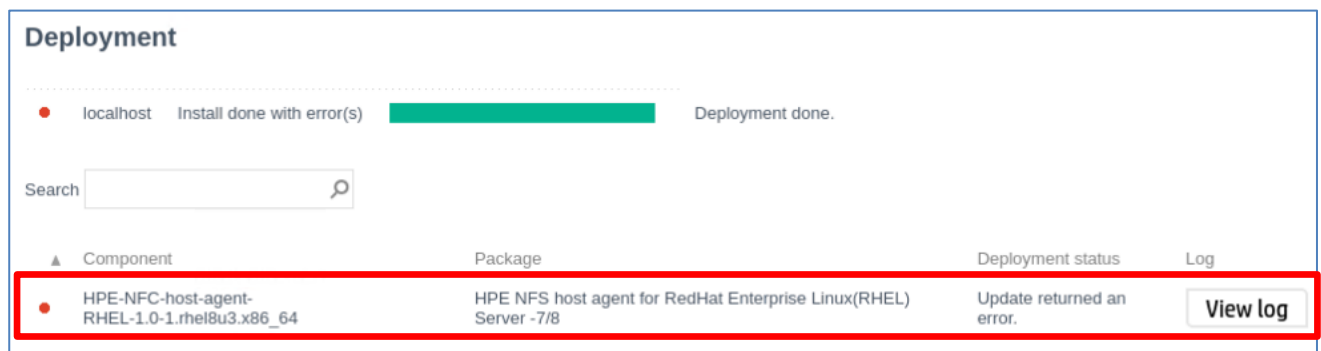 Deployment
localhost Install done with error(s) Deployment done.
Search
Component Package Deployment status Log
HPE-NFC-host-agent- HPE NFS host agent for RedHat Enterprise Linux(RHEL) Update returned an View log
RHEL-1.0-1.rhel8u3.x86_64 Server -7/8 error.